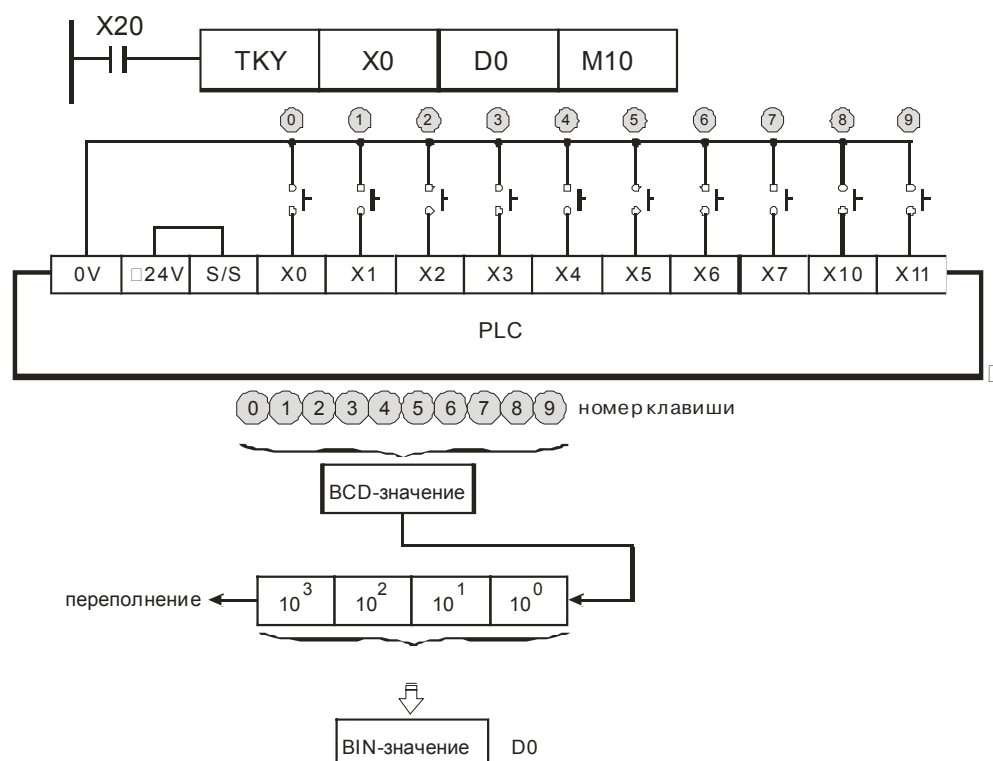 X20
TKY X0 D0 M10
0 1 2 3 4 5 6 7 8 9
0V □24V S/S X0 X1 X2 X3 X4 X5 X6 X7 X10 X11
PLC
0 1 2 3 4 5 6 7 8 9 номер клавиши
BCD-значение
переполнение 10³ 10² 10¹ 10⁰
BIN-значение D0